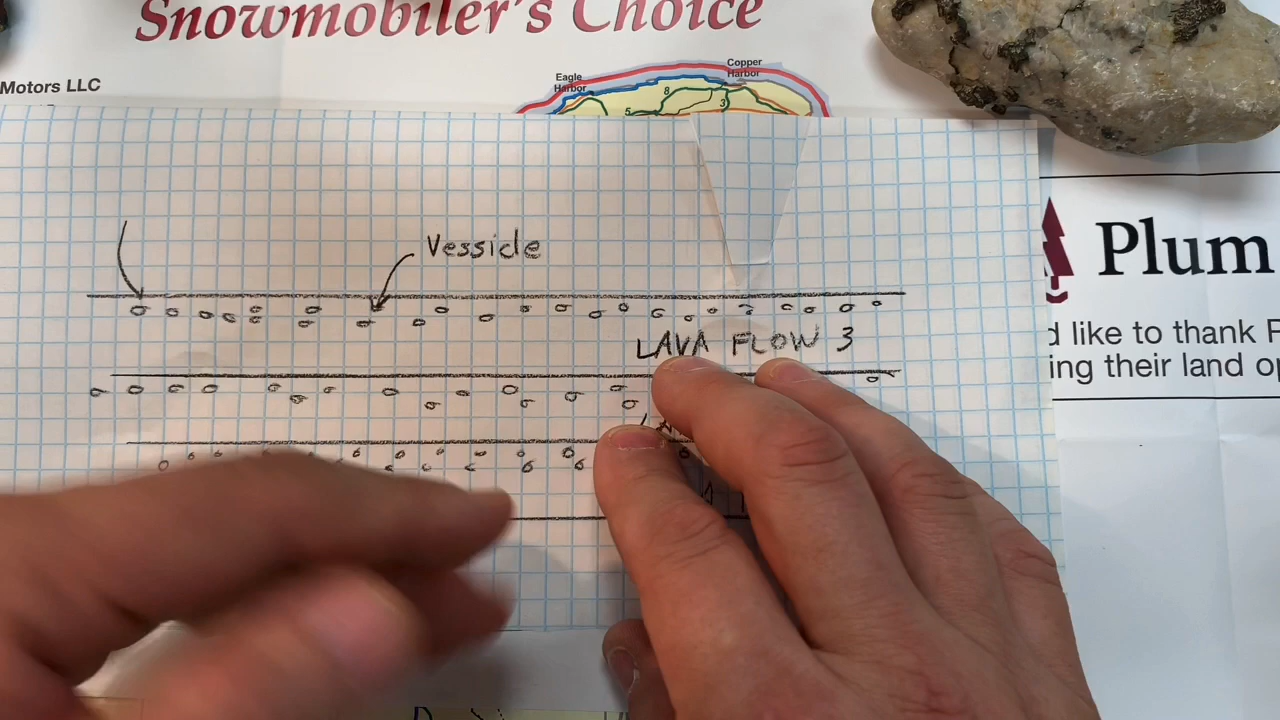 Snowmobiler's Choice
Motors LLC
Eagle
Harbor
Copper
Harbor
8
5
3
Plum
d like to thank
ing their land
Vessicle
LAVA FLOW 3